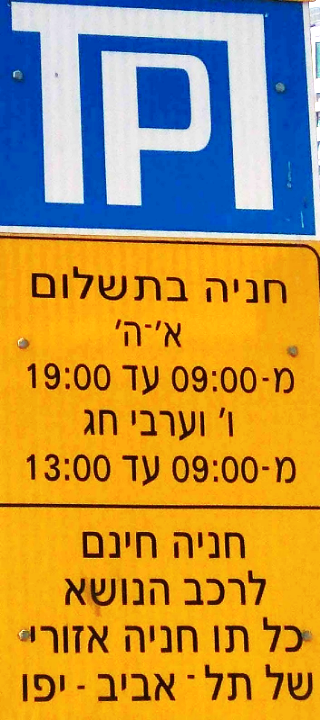 P
חניה בתשלום
א'-ה'
מ-09:00 עד 19:00
ו' וערבי חג
מ-09:00 עד 13:00
חניה חינם
לרכב הנושא
כל תו חניה אזורי
של תל - אביב - יפו